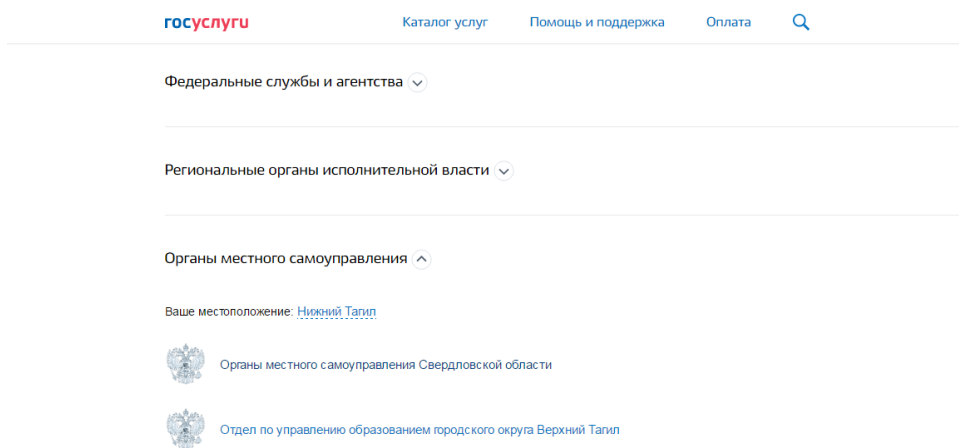 госуслуги Каталог услуг Помощь и поддержка Оплата
Федеральные службы и агентства
Региональные органы исполнительной власти
Органы местного самоуправления
Ваше местоположение: Нижний Тагил
Органы местного самоуправления Свердловской области
Отдел по управлению образованием городского округа Верхний Тагил